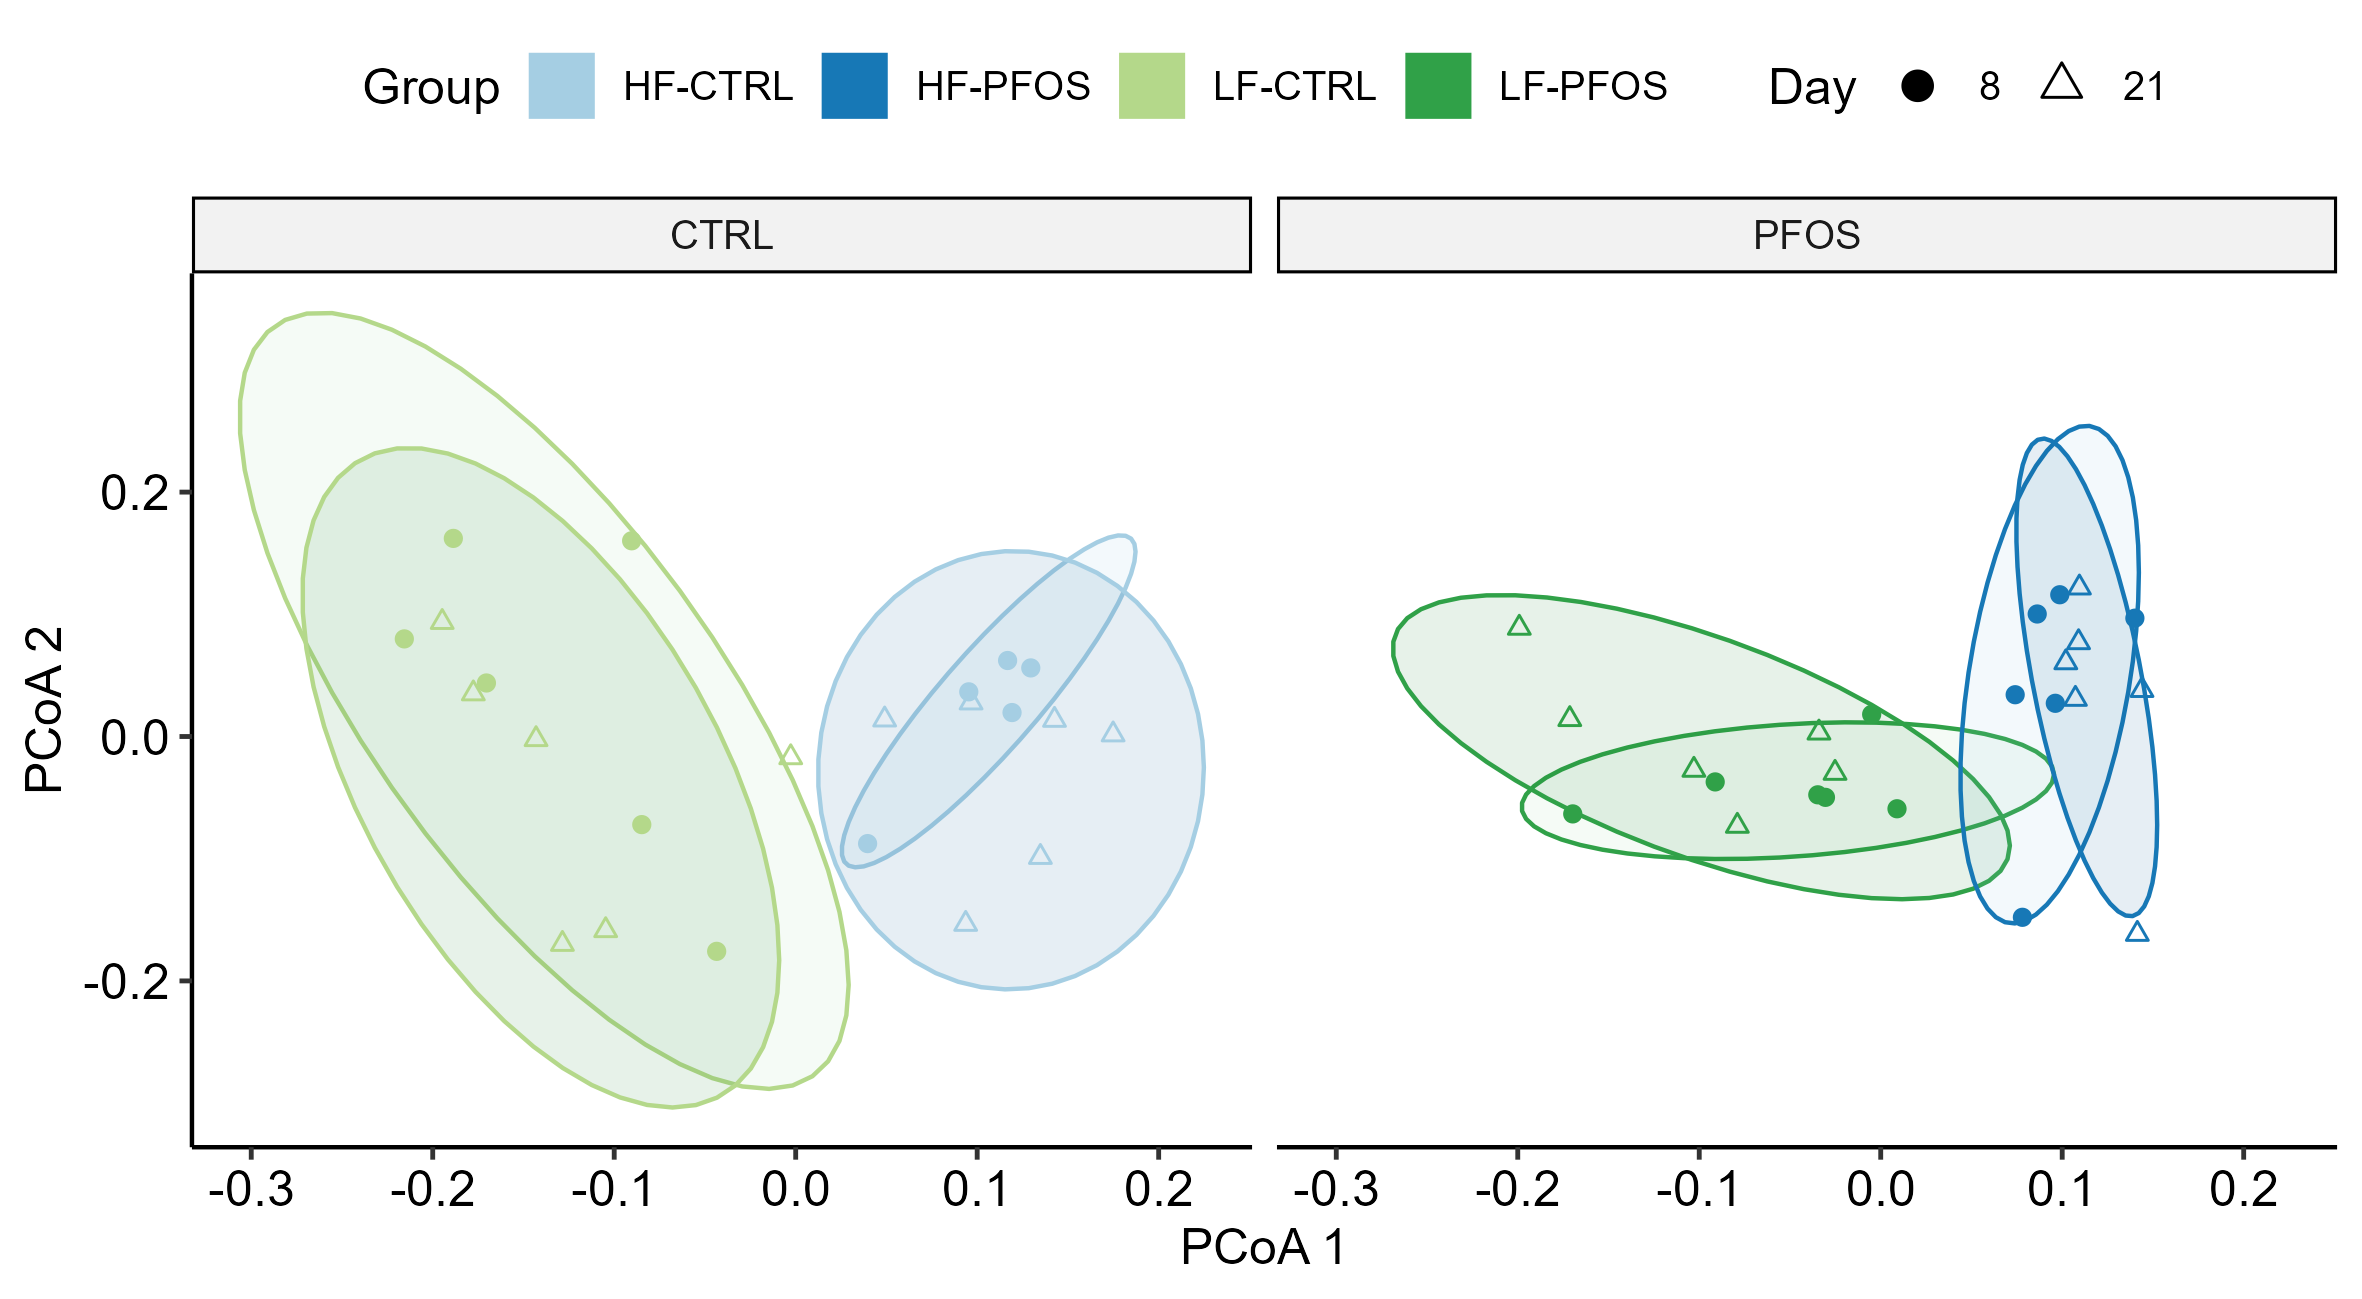 Group HF-CTRL HF-PFOS LF-CTRL LF-PFOS Day 8 21
CTRL PFOS
PCoA 2
0.2
0.0
-0.2
-0.3 -0.2 -0.1 0.0 0.1 0.2 -0.3 -0.2 -0.1 0.0 0.1 0.2
PCoA 1